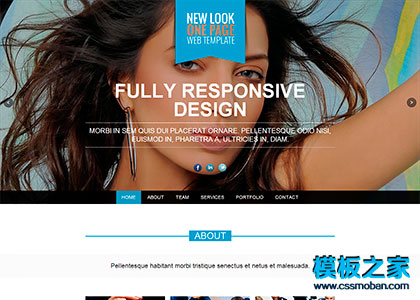 NEW LOOK
ONE PAGE
WEB TEMPLATE
FULLY RESPONSIVE
DESIGN
MORBI IN SEM QUIS DUI PLACERAT ORNARE. PELLENTESQUE ODIO NISI,
EUISMOD IN, PHARETRA A, ULTRICIES IN, DIAM.
HOME ABOUT TEAM SERVICES PORTFOLIO CONTACT
ABOUT
Pellentesque habitant morbi tristique senectus et netus et malesuada.
模板之家
www.cssmoban.com